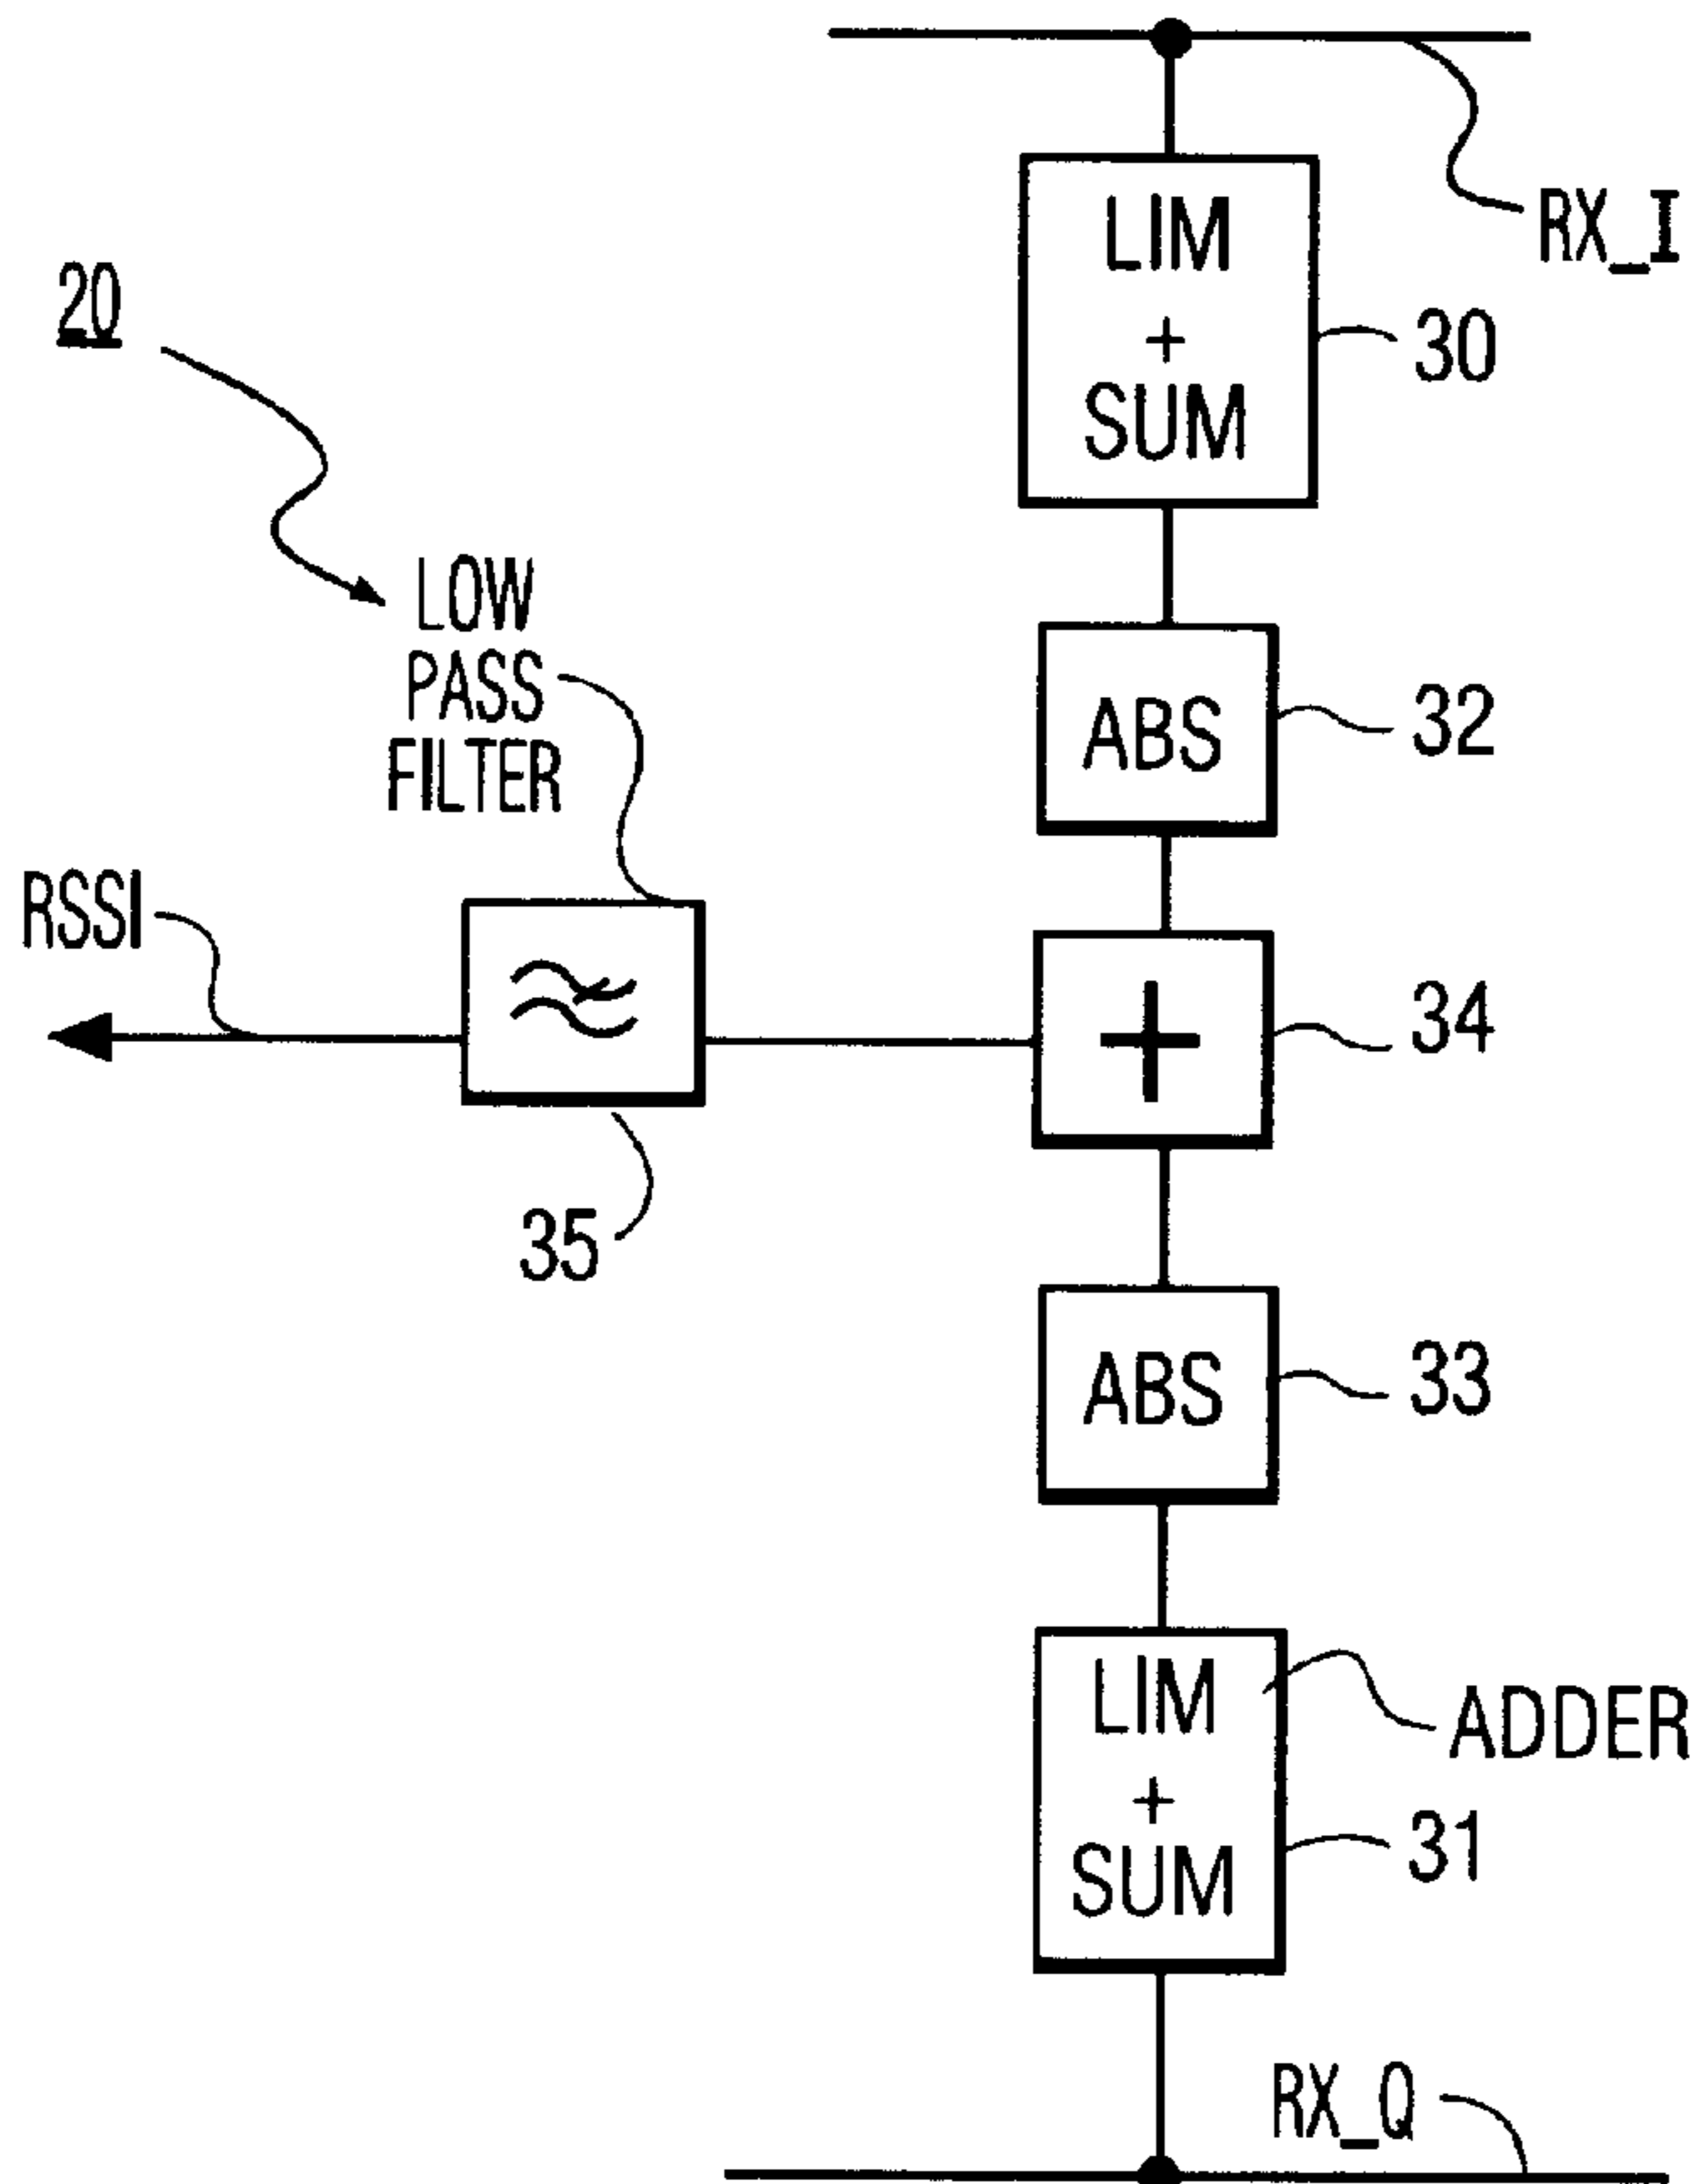 RX_I
LIM
+
SUM
30
20
LOW
PASS
FILTER
ABS
32
RSSI
+
34
35
ABS
33
LIM
+
SUM
ADDER
31
RX_Q